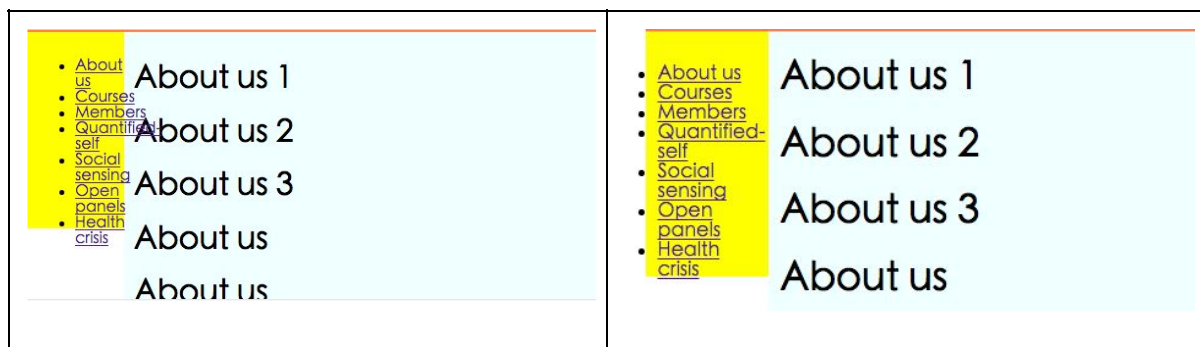 About
us
Courses
Members
Quantified-
self
Social
sensing
Open
panels
Health
crisis
About us 1
About us 2
About us 3
About us
About us
About us
Courses
Members
Quantified-
self
Social
sensing
Open
panels
Health
crisis
About us 1
About us 2
About us 3
About us